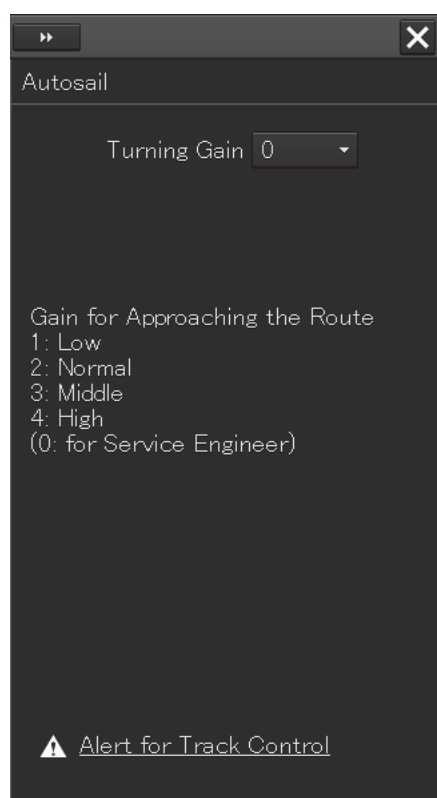 Autosail
Turning Gain 0
Gain for Approaching the Route
1: Low
2: Normal
3: Middle
4: High
(0: for Service Engineer)
Alert for Track Control